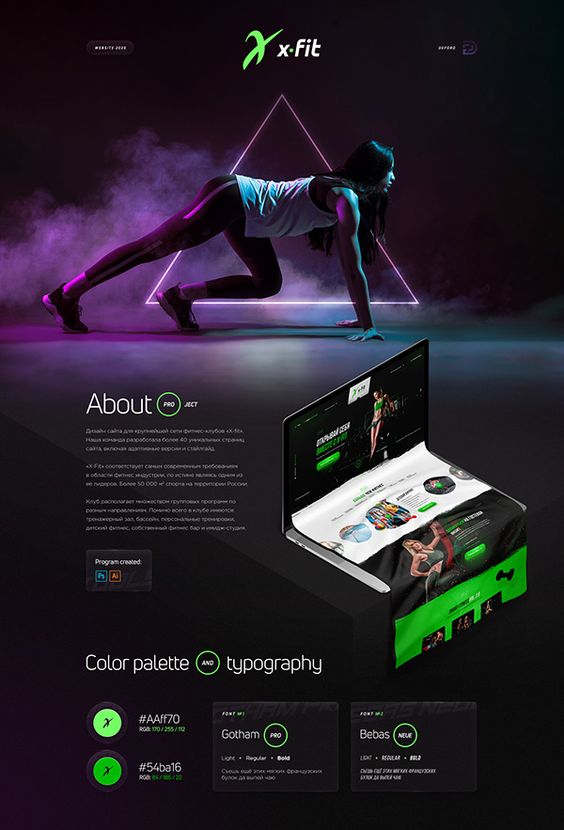 WEBSITE 2020
x·fit
DEFORD
About PRO JECT
Дизайн сайта для крупнейшей сети фитнес-клубов «X-fit».
Наша команда разработала более 40 уникальных страниц
сайта, включая адаптивные версии и стайлгайд.
«X-Fit» соответствует самым современным требованиям
в области фитнес индустрии, по истине являясь одним из
ее лидеров. Более 50 000 м² спорта на территории России.
Клуб располагает множеством групповых программ по
разным направлениям. Помимо всего в клубе имеются:
тренажерный зал, бассейн, персональные тренировки,
детский фитнес, собственный фитнес бар и имидж-студия.
ОТКРЫВАЙ СЕБЯ
ВМЕСТЕ С X-FIT
Program created:
Ps Ai
Color palette AND typography
#AAff70
RGB: 170 / 255 / 112
#54ba16
RGB: 84 / 186 / 22
FONT №1
Gotham PRO
Light • Regular • Bold
Съешь ещё этих мягких французских
булок да выпей чаю
FONT №2
Bebas NEUE
LIGHT • REGULAR • BOLD
СЪЕШЬ ЕЩЁ ЭТИХ МЯГКИХ ФРАНЦУЗСКИХ
БУЛОК ДА ВЫПЕЙ ЧАЮ